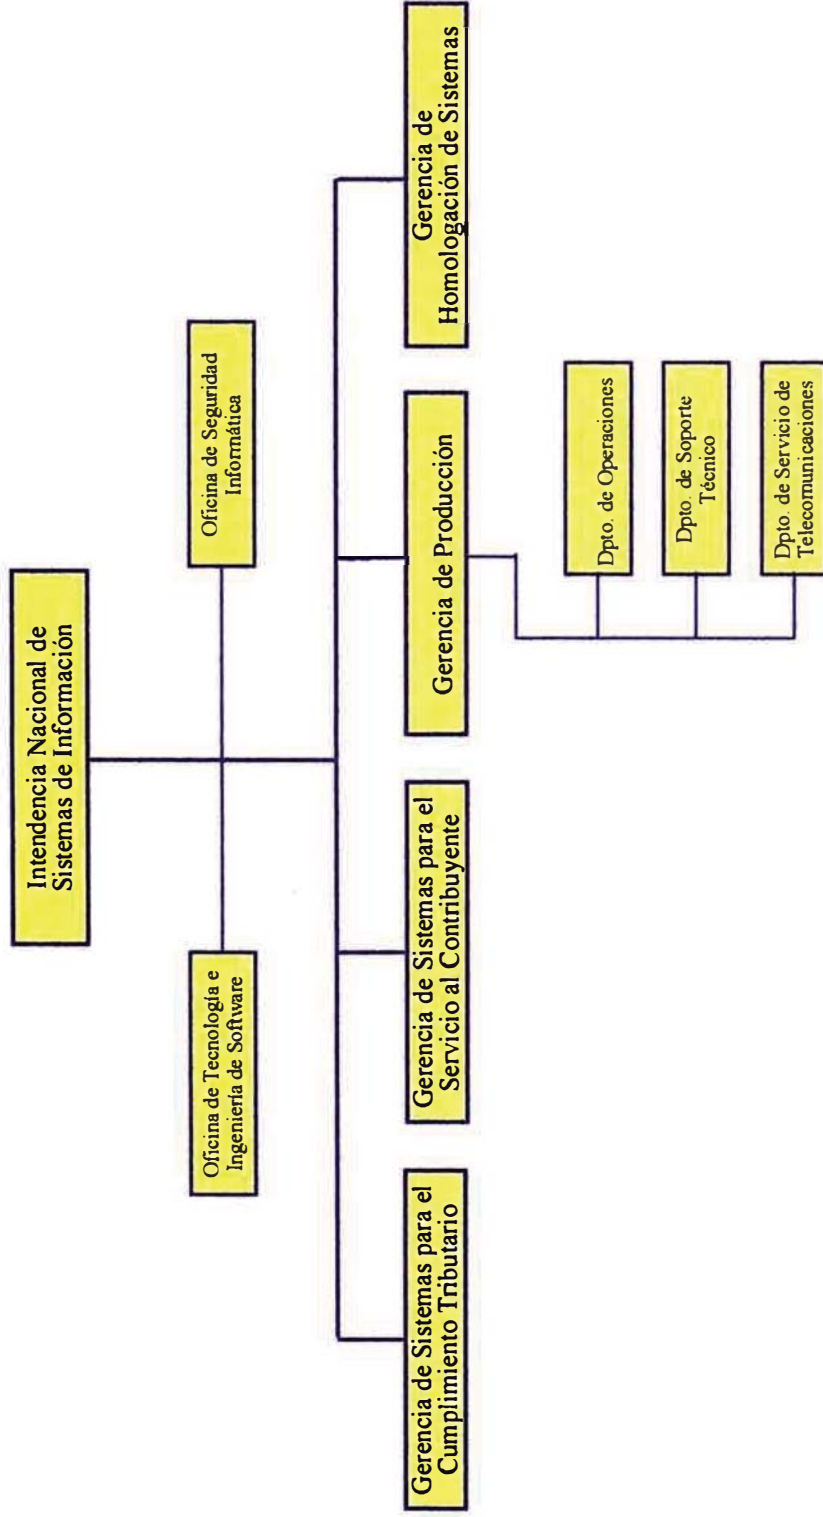 Intendencia Nacional de
Sistemas de Información
Oficina de Tecnología e
Ingeniería de Software
Oficina de Seguridad
Informática
Gerencia de Sistemas para el
Cumplimiento Tributario
Gerencia de Sistemas para el
Servicio al Contribuyente
Gerencia de Producción
Gerencia de
Homologación de Sistemas
Dpto. de Operaciones
Dpto. de Soporte
Técnico
Dpto. de Servicio de
Telecomunicaciones